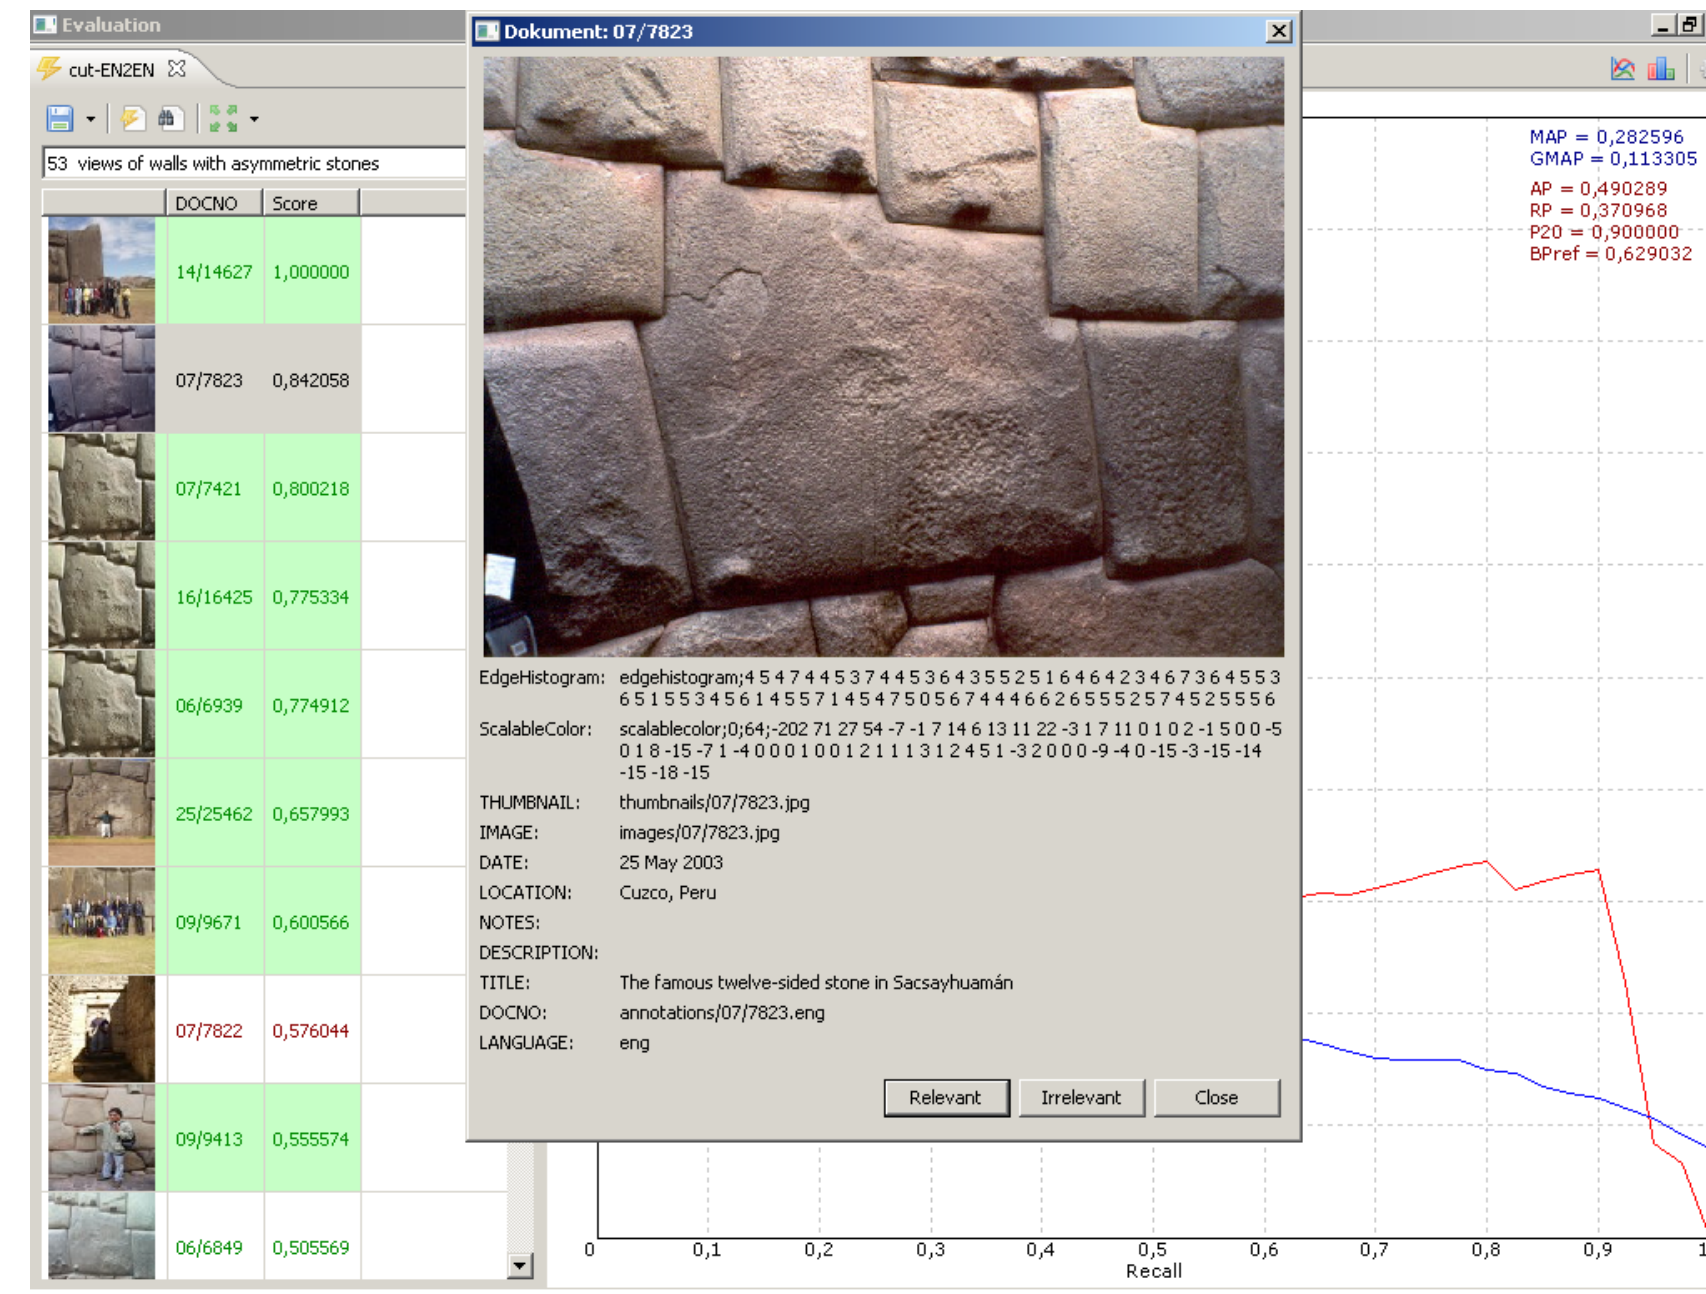 Evaluation
cut-EN2EN
53 views of walls with asymmetric stones
DOCNO Score
14/14627 1,000000
07/7823 0,842058
07/7421 0,800218
16/16425 0,775334
06/6939 0,774912
25/25462 0,657993
09/9671 0,600566
07/7822 0,576044
09/9413 0,555574
06/6849 0,505569
Dokument: 07/7823
EdgeHistogram: edgehistogram;4 5 4 7 4 4 5 3 7 4 4 5 3 6 4 3 5 5 2 5 1 6 4 6 4 2 3 4 6 7 3 6 4 5 5 3
6 5 1 5 5 3 4 5 6 1 4 5 5 7 1 4 5 4 7 5 0 5 6 7 4 4 4 6 6 2 6 5 5 5 2 5 7 4 5 2 5 5 5 6
ScalableColor: scalablecolor;0;64;-202 71 27 54 -7 -1 7 14 6 13 11 22 -3 1 7 11 0 1 0 2 -1 5 0 0 -5
0 1 8 -15 -7 1 -4 0 0 0 1 0 0 1 2 1 1 1 3 1 2 4 5 1 -3 2 0 0 0 -9 -4 0 -15 -3 -15 -14
-15 -18 -15
THUMBNAIL: thumbnails/07/7823.jpg
IMAGE: images/07/7823.jpg
DATE: 25 May 2003
LOCATION: Cuzco, Peru
NOTES:
DESCRIPTION:
TITLE: The famous twelve-sided stone in Sacsayhuamán
DOCNO: annotations/07/7823.eng
LANGUAGE: eng
Relevant Irrelevant Close
MAP = 0,282596
GMAP = 0,113305
AP = 0,490289
RP = 0,370968
P20 = 0,900000
BPref = 0,629032
0 0,1 0,2 0,3 0,4 0,5 0,6 0,7 0,8 0,9 1
Recall